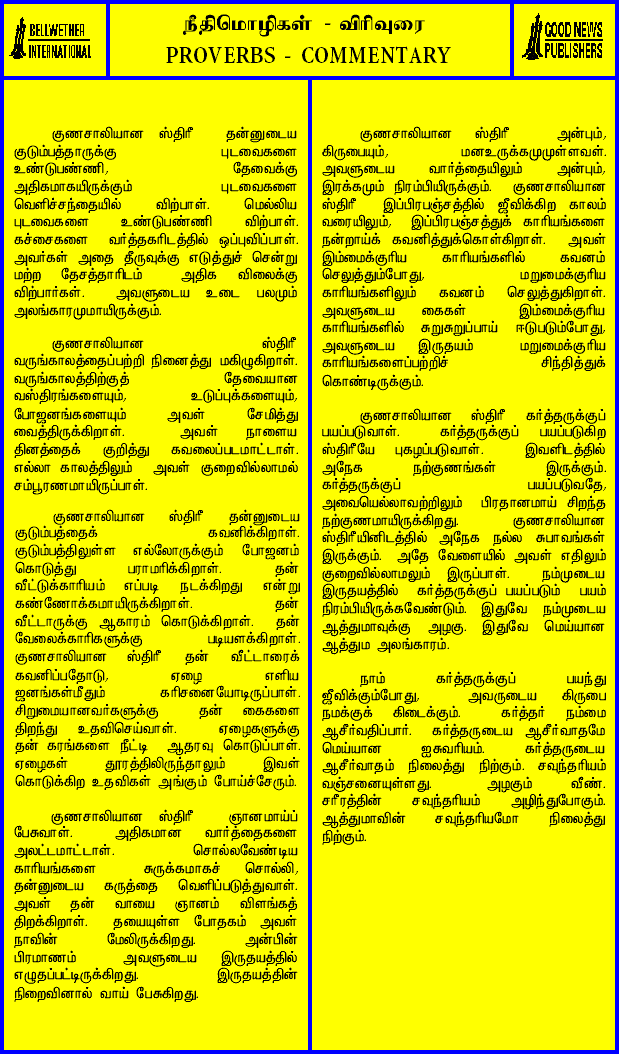 BELLWETHER
INTERNATIONAL
நீதிமொழிகள் - விரிவுரை
PROVERBS - COMMENTARY
GOOD NEWS
PUBLISHERS
குணசாலியான ஸ்திரீ தன்னுடைய
குடும்பத்தாருக்கு புடவைகளை
உண்டுபண்ணி, தேவைக்கு
அதிகமாகயிருக்கும் புடவைகளை
வெளிச்சந்தையில் விற்பாள். மெல்லிய
புடவைகளை உண்டுபண்ணி விற்பாள்.
கச்சைகளை வர்த்தகரிடத்தில் ஒப்புவிப்பாள்.
அவர்கள் அதை தீருவுக்கு எடுத்துச் சென்று
மற்ற தேசத்தாரிடம் அதிக விலைக்கு
விற்பார்கள். அவளுடைய உடை பலமும்
அலங்காரமுமாயிருக்கும்.
குணசாலியான ஸ்திரீ
வருங்காலத்தைப்பற்றி நினைத்து மகிழுகிறாள்.
வருங்காலத்திற்குத் தேவையான
வஸ்திரங்களையும், உடுப்புக்களையும்,
போஜனங்களையும் அவள் சேமித்து
வைத்திருக்கிறாள். அவள் நாளைய
தினத்தைக் குறித்து கவலைப்படமாட்டாள்.
எல்லா காலத்திலும் அவள் குறைவில்லாமல்
சம்பூரணமாயிருப்பாள்.
குணசாலியான ஸ்திரீ தன்னுடைய
குடும்பத்தைக் கவனிக்கிறாள்.
குடும்பத்திலுள்ள எல்லோருக்கும் போஜனம்
கொடுத்து பராமரிக்கிறாள். தன்
வீட்டுக்காரியம் எப்படி நடக்கிறது என்று
கண்ணோக்கமாயிருக்கிறாள். தன்
வீட்டாருக்கு ஆகாரம் கொடுக்கிறாள். தன்
வேலைக்காரிகளுக்கு படியளக்கிறாள்.
குணசாலியான ஸ்திரீ தன் வீட்டாரைக்
கவனிப்பதோடு, ஏழை எளிய
ஜனங்கள்மீதும் கரிசனையோடிருப்பாள்.
சிறுமையானவர்களுக்கு தன் கைகளை
திறந்து உதவிசெய்வாள். ஏழைகளுக்கு
தன் கரங்களை நீட்டி ஆதரவு கொடுப்பாள்.
ஏழைகள் தூரத்திலிருந்தாலும் இவள்
கொடுக்கிற உதவிகள் அங்கும் போய்ச்சேரும்.
குணசாலியான ஸ்திரீ ஞானமாய்ப்
பேசுவாள். அதிகமான வார்த்தைகளை
அலட்டமாட்டாள். சொல்லவேண்டிய
காரியங்களை சுருக்கமாகச் சொல்லி,
தன்னுடைய கருத்தை வெளிப்படுத்துவாள்.
அவள் தன் வாயை ஞானம் விளங்கத்
திறக்கிறாள். தயையுள்ள போதகம் அவள்
நாவின் மேலிருக்கிறது. அன்பின்
பிரமாணம் அவளுடைய இருதயத்தில்
எழுதப்பட்டிருக்கிறது. இருதயத்தின்
நிறைவினால் வாய் பேசுகிறது.
குணசாலியான ஸ்திரீ அன்பும்,
கிருபையும், மனஉருக்கமுமுள்ளவள்.
அவளுடைய வார்த்தையிலும் அன்பும்,
இரக்கமும் நிரம்பியிருக்கும். குணசாலியான
ஸ்திரீ இப்பிரபஞ்சத்தில் ஜீவிக்கிற காலம்
வரையிலும், இப்பிரபஞ்சத்துக் காரியங்களை
நன்றாய்க் கவனித்துக்கொள்கிறாள். அவள்
இம்மைக்குரிய காரியங்களில் கவனம்
செலுத்தும்போது, மறுமைக்குரிய
காரியங்களிலும் கவனம் செலுத்துகிறாள்.
அவளுடைய கைகள் இம்மைக்குரிய
காரியங்களில் சுறுசுறுப்பாய் ஈடுபடும்போது,
அவளுடைய இருதயம் மறுமைக்குரிய
காரியங்களைப்பற்றிச் சிந்தித்துக்
கொண்டிருக்கும்.
குணசாலியான ஸ்திரீ கர்த்தருக்குப்
பயப்படுவாள். கர்த்தருக்குப் பயப்படுகிற
ஸ்திரீயே புகழப்படுவாள். இவளிடத்தில்
அநேக நற்குணங்கள் இருக்கும்.
கர்த்தருக்குப் பயப்படுவதே,
அவையெல்லாவற்றிலும் பிரதானமாய் சிறந்த
நற்குணமாயிருக்கிறது. குணசாலியான
ஸ்திரீயினிடத்தில் அநேக நல்ல சுபாவங்கள்
இருக்கும். அதே வேளையில் அவள் எதிலும்
குறைவில்லாமலும் இருப்பாள். நம்முடைய
இருதயத்தில் கர்த்தருக்குப் பயப்படும் பயம்
நிரம்பியிருக்கவேண்டும். இதுவே நம்முடைய
ஆத்துமாவுக்கு அழகு. இதுவே மெய்யான
ஆத்தும அலங்காரம்.
நாம் கர்த்தருக்குப் பயந்து
ஜீவிக்கும்போது, அவருடைய கிருபை
நமக்குக் கிடைக்கும். கர்த்தர் நம்மை
ஆசீர்வதிப்பார். கர்த்தருடைய ஆசீர்வாதமே
மெய்யான ஐசுவரியம். கர்த்தருடைய
ஆசீர்வாதம் நிலைத்து நிற்கும். சவுந்தரியம்
வஞ்சனையுள்ளது. அழகும் வீண்.
சரீரத்தின் சவுந்தரியம் அழிந்துபோகும்.
ஆத்துமாவின் சவுந்தரியமோ நிலைத்து
நிற்கும்.